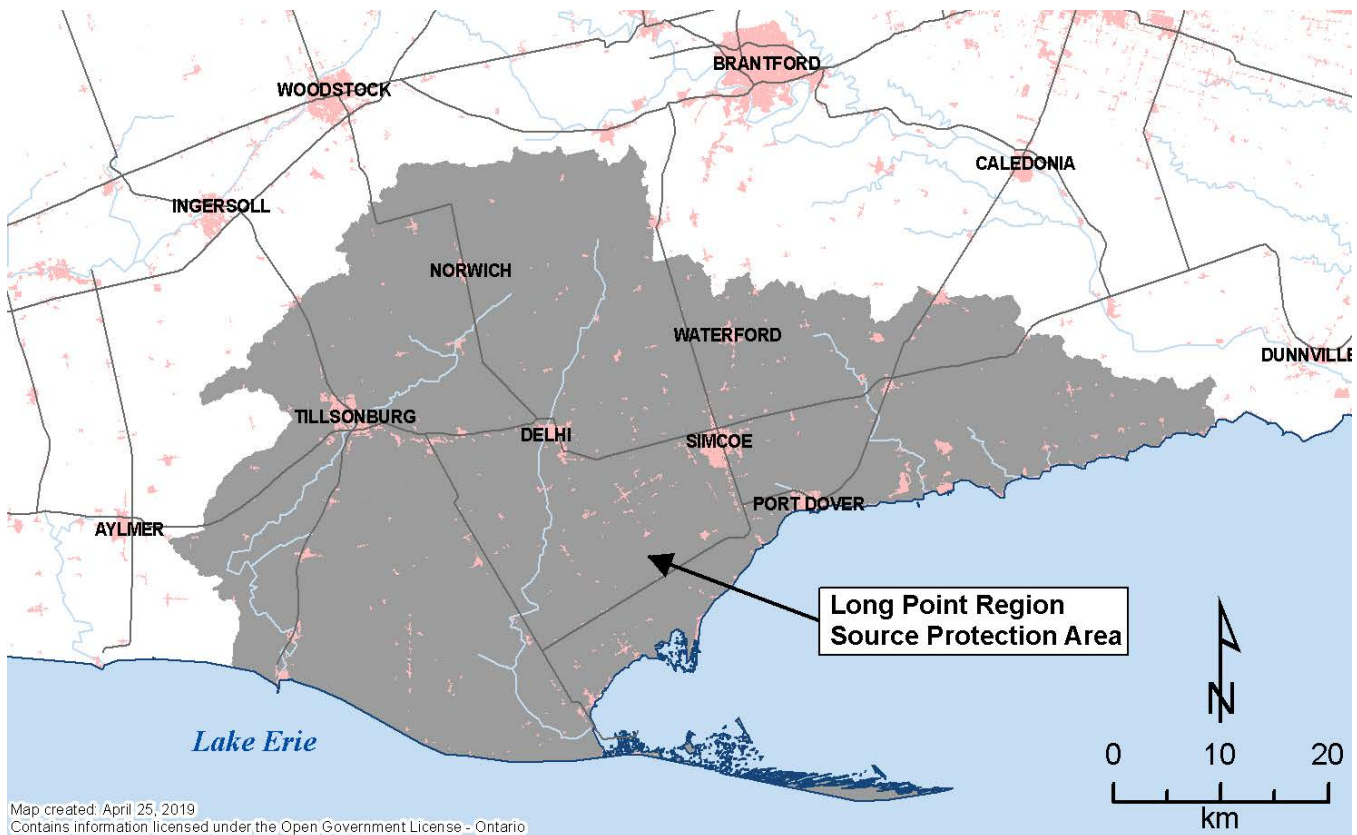 BRANTFORD
WOODSTOCK
CALEDONIA
INGERSOLL
NORWICH
WATERFORD
DUNNVILLE
TILLSONBURG
DELHI
SIMCOE
PORT DOVER
AYLMER
Long Point Region
Source Protection Area
N
Lake Erie
0 10 20
km
Map created: April 25, 2019
Contains information licensed under the Open Government License - Ontario